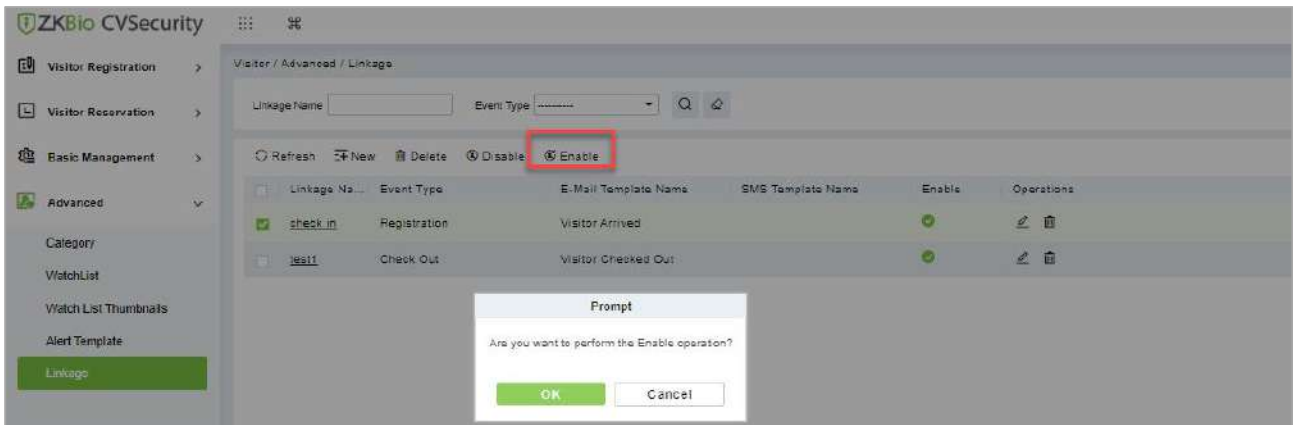 ZKBio CVSecurity
Visitor Registration
Visitor Reservation
Basic Management
Advanced
Category
WatchList
Watch List Thumbnails
Alert Template
Linkage
Visitor / Advanced / Linkage
Linkage Name Event Type ----------
Refresh New Delete Disable Enable
Linkage Na... Event Type E-Mail Template Name SMS Template Name Enable Operations
check in Registration Visitor Arrived
test1 Check Out Visitor Checked Out
Prompt
Are you want to perform the Enable operation?
OK Cancel